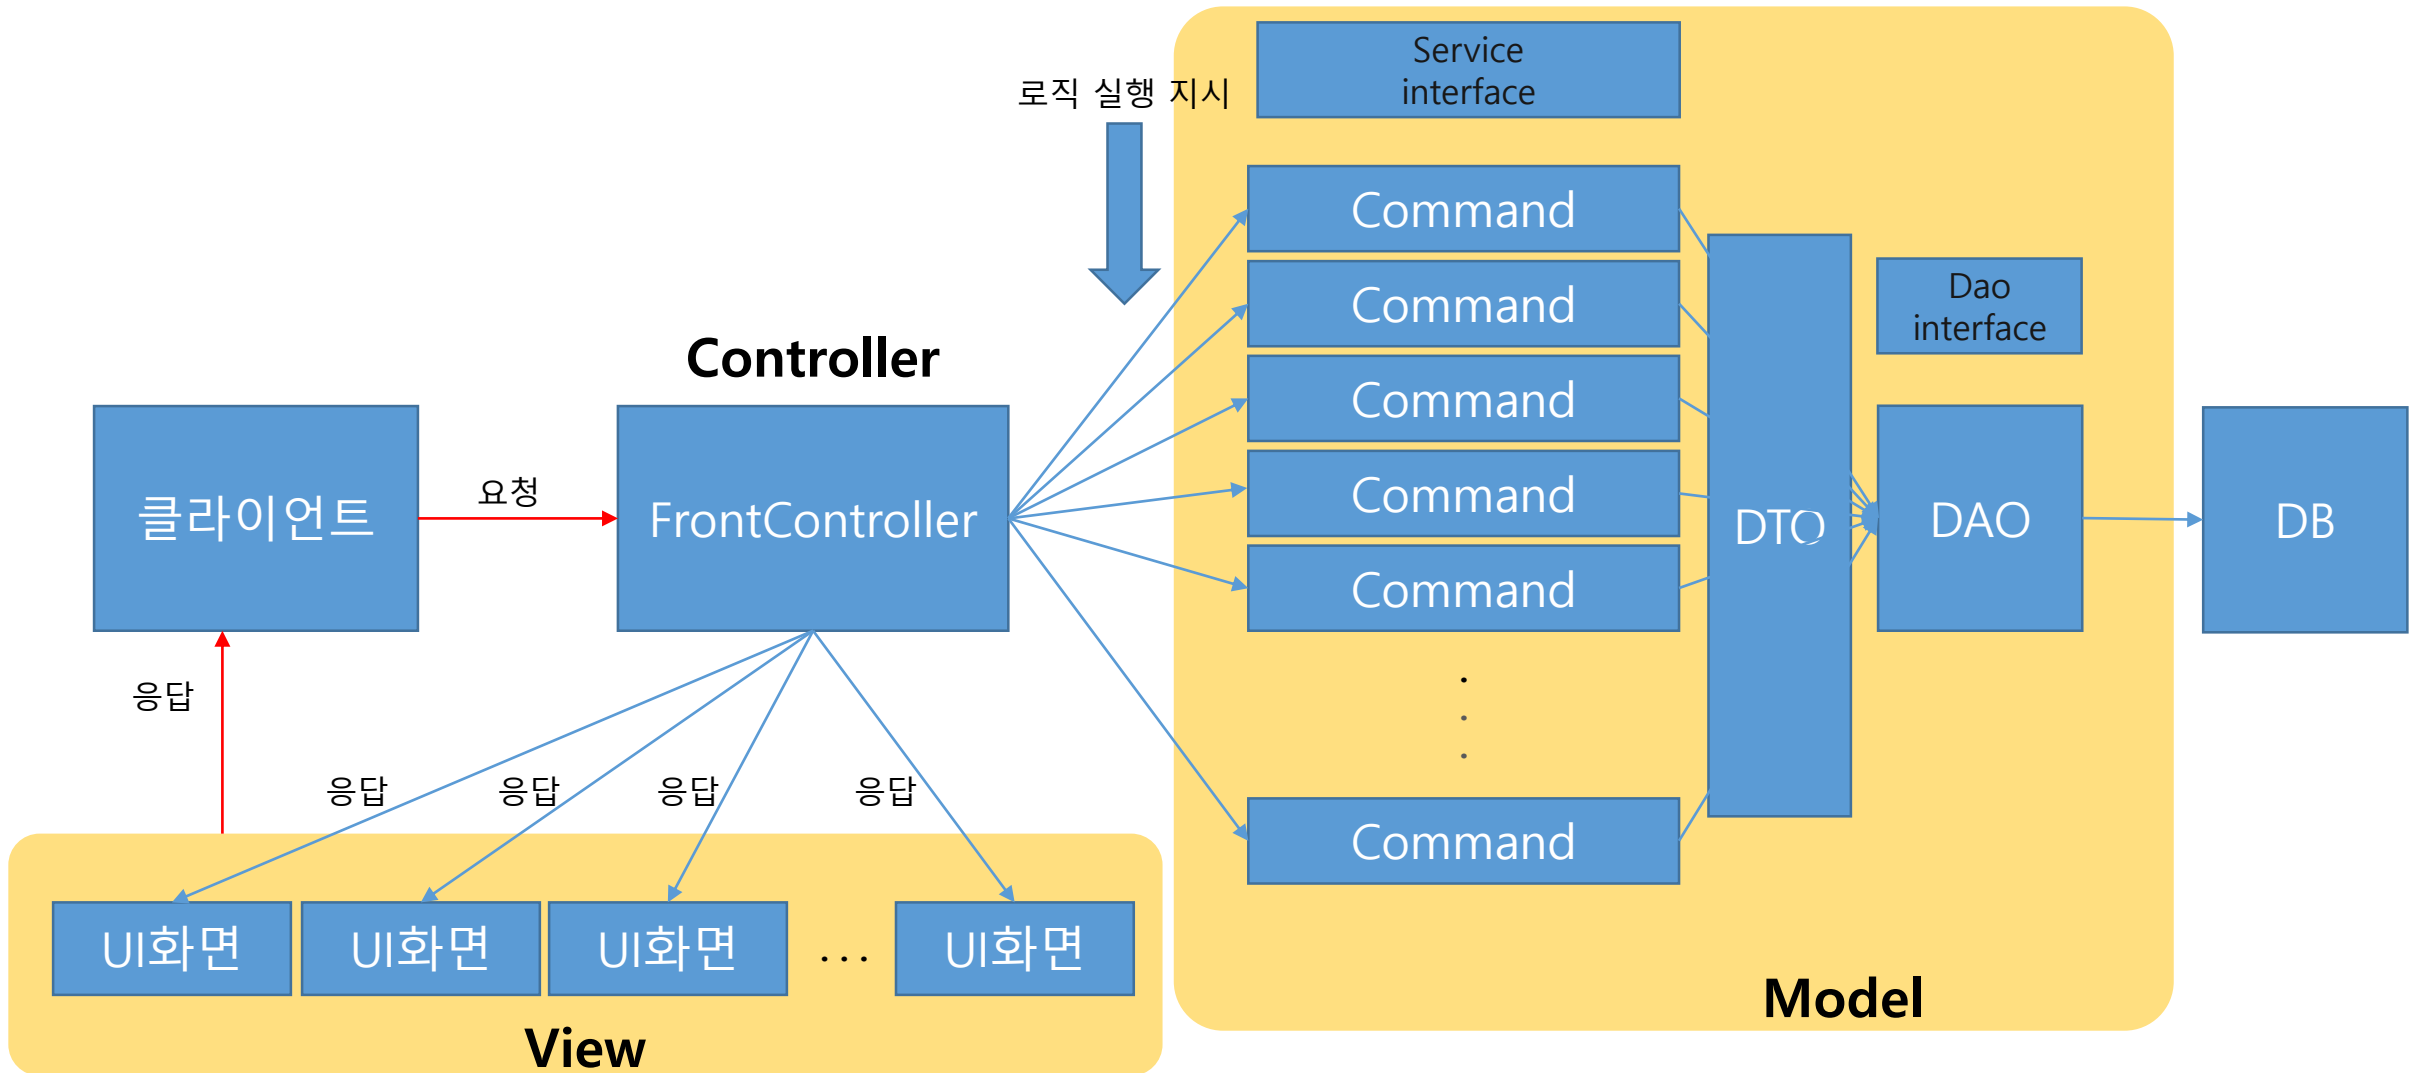 Service
interface
로직 실행 지시
Command
Command
Dao
interface
Controller
Command
클라이언트
요청
FrontController
Command
DTO
DAO
DB
Command
응답
.
.
.
응답
응답
응답
응답
Command
UI화면
UI화면
UI화면
...
UI화면
Model
View